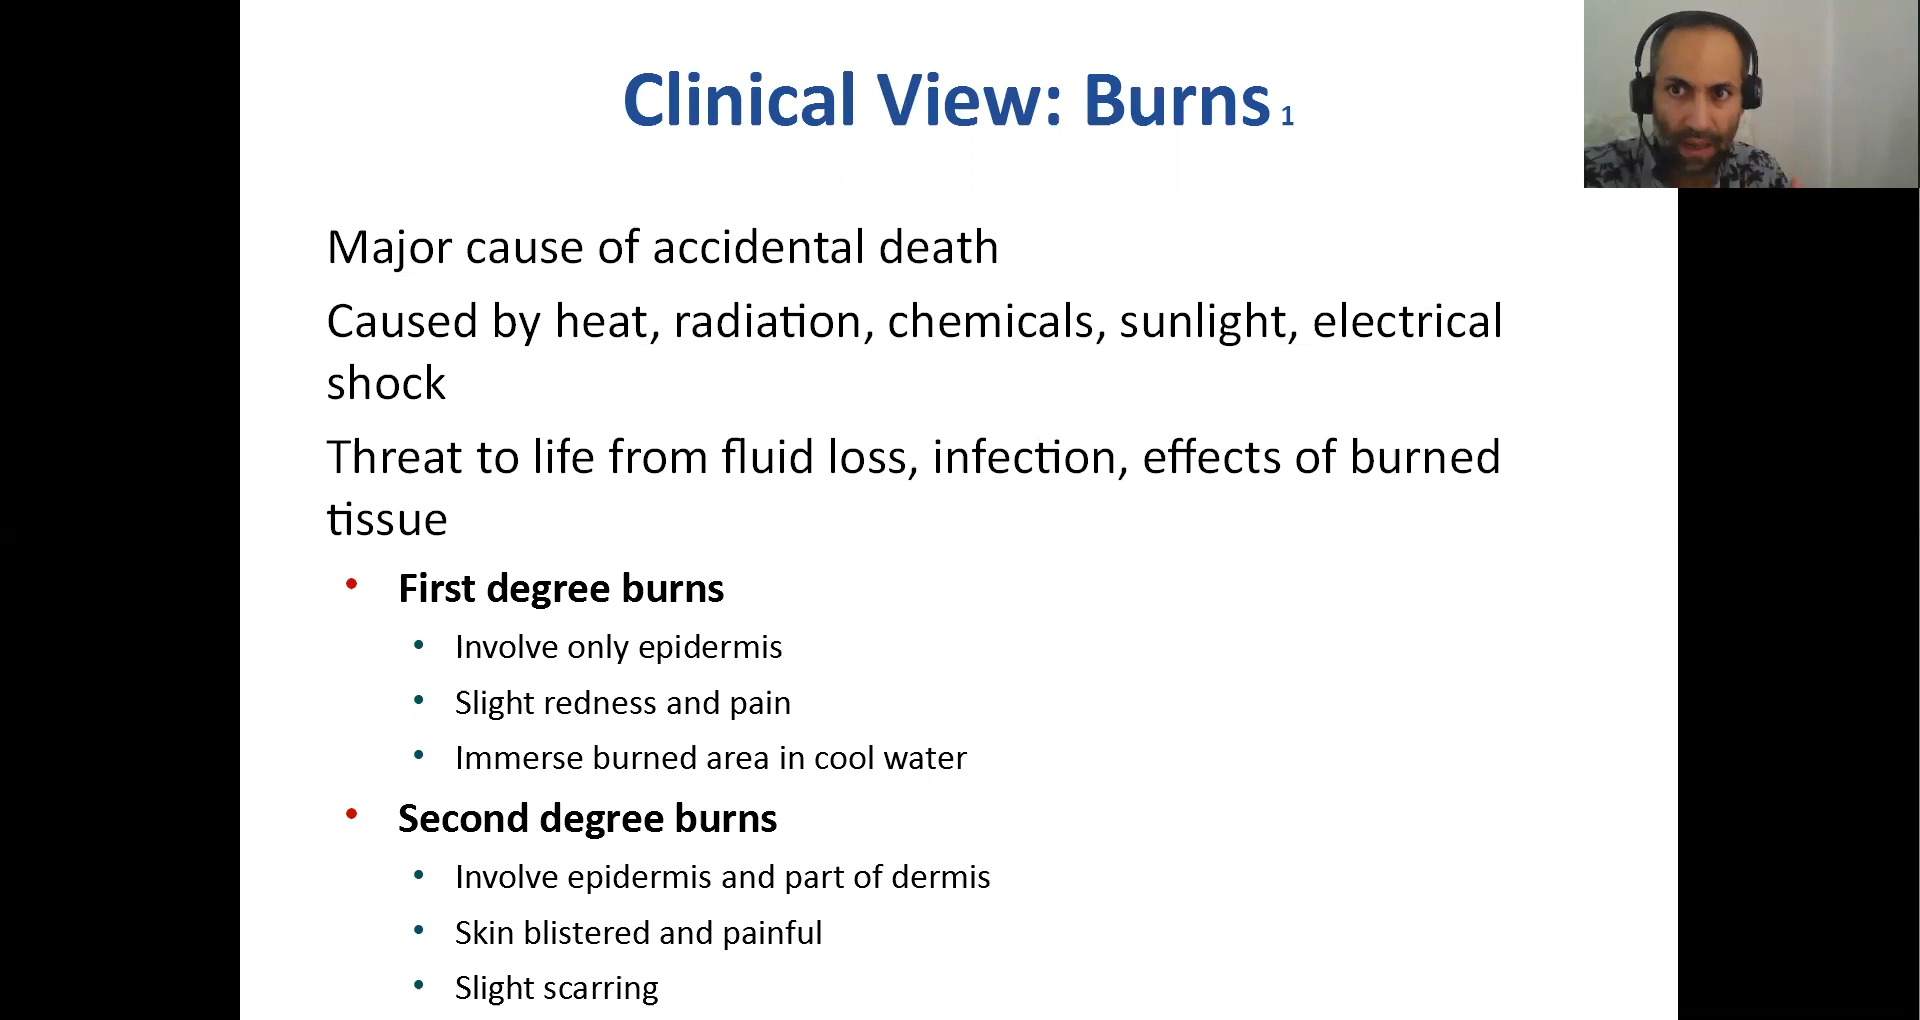 Clinical View: Burns 1
Major cause of accidental death
Caused by heat, radiation, chemicals, sunlight, electrical
shock
Threat to life from fluid loss, infection, effects of burned
tissue
• First degree burns
• Involve only epidermis
• Slight redness and pain
• Immerse burned area in cool water
• Second degree burns
• Involve epidermis and part of dermis
• Skin blistered and painful
• Slight scarring